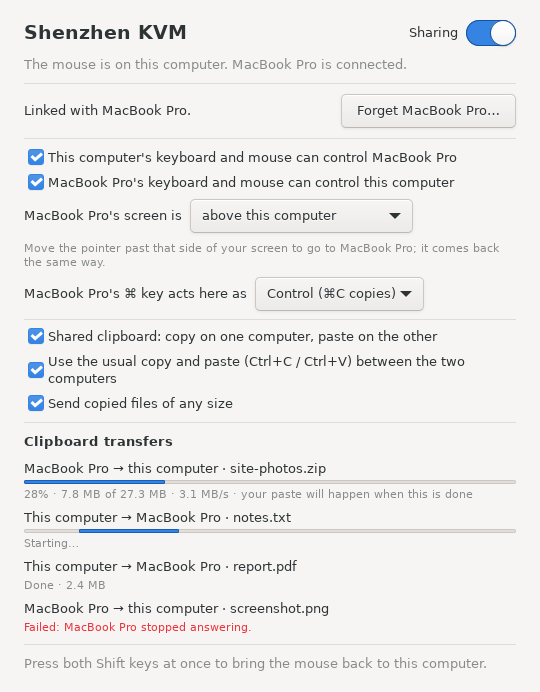 Shenzhen KVM
Sharing
The mouse is on this computer. MacBook Pro is connected.
Linked with MacBook Pro.
Forget MacBook Pro…
This computer's keyboard and mouse can control MacBook Pro
MacBook Pro's keyboard and mouse can control this computer
MacBook Pro's screen is
above this computer
Move the pointer past that side of your screen to go to MacBook Pro; it comes back
the same way.
MacBook Pro's ⌘ key acts here as
Control (⌘C copies)
Shared clipboard: copy on one computer, paste on the other
Use the usual copy and paste (Ctrl+C / Ctrl+V) between the two
computers
Send copied files of any size
Clipboard transfers
MacBook Pro → this computer · site-photos.zip
28% · 7.8 MB of 27.3 MB · 3.1 MB/s · your paste will happen when this is done
This computer → MacBook Pro · notes.txt
Starting…
This computer → MacBook Pro · report.pdf
Done · 2.4 MB
MacBook Pro → this computer · screenshot.png
Failed: MacBook Pro stopped answering.
Press both Shift keys at once to bring the mouse back to this computer.